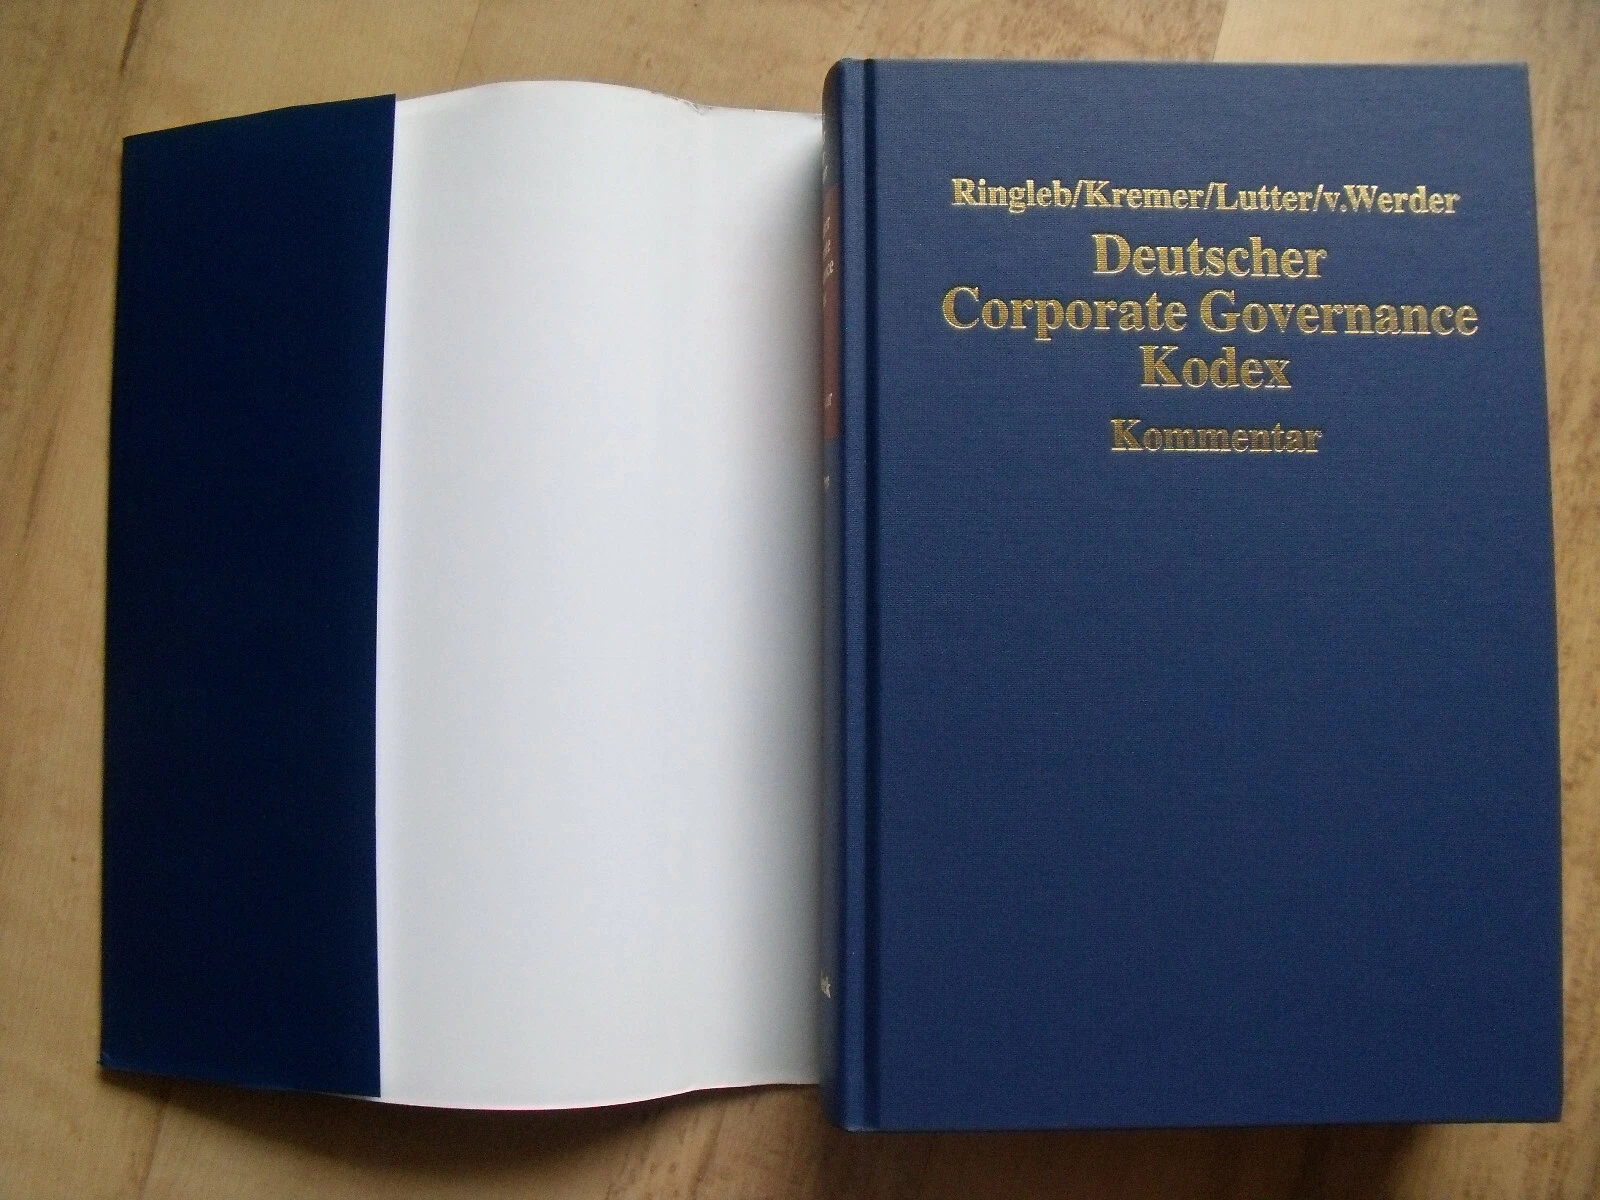 Ringleb/Kremer/Lutter/v.Werder
Deutscher
Corporate Governance
Kodex
Kommentar